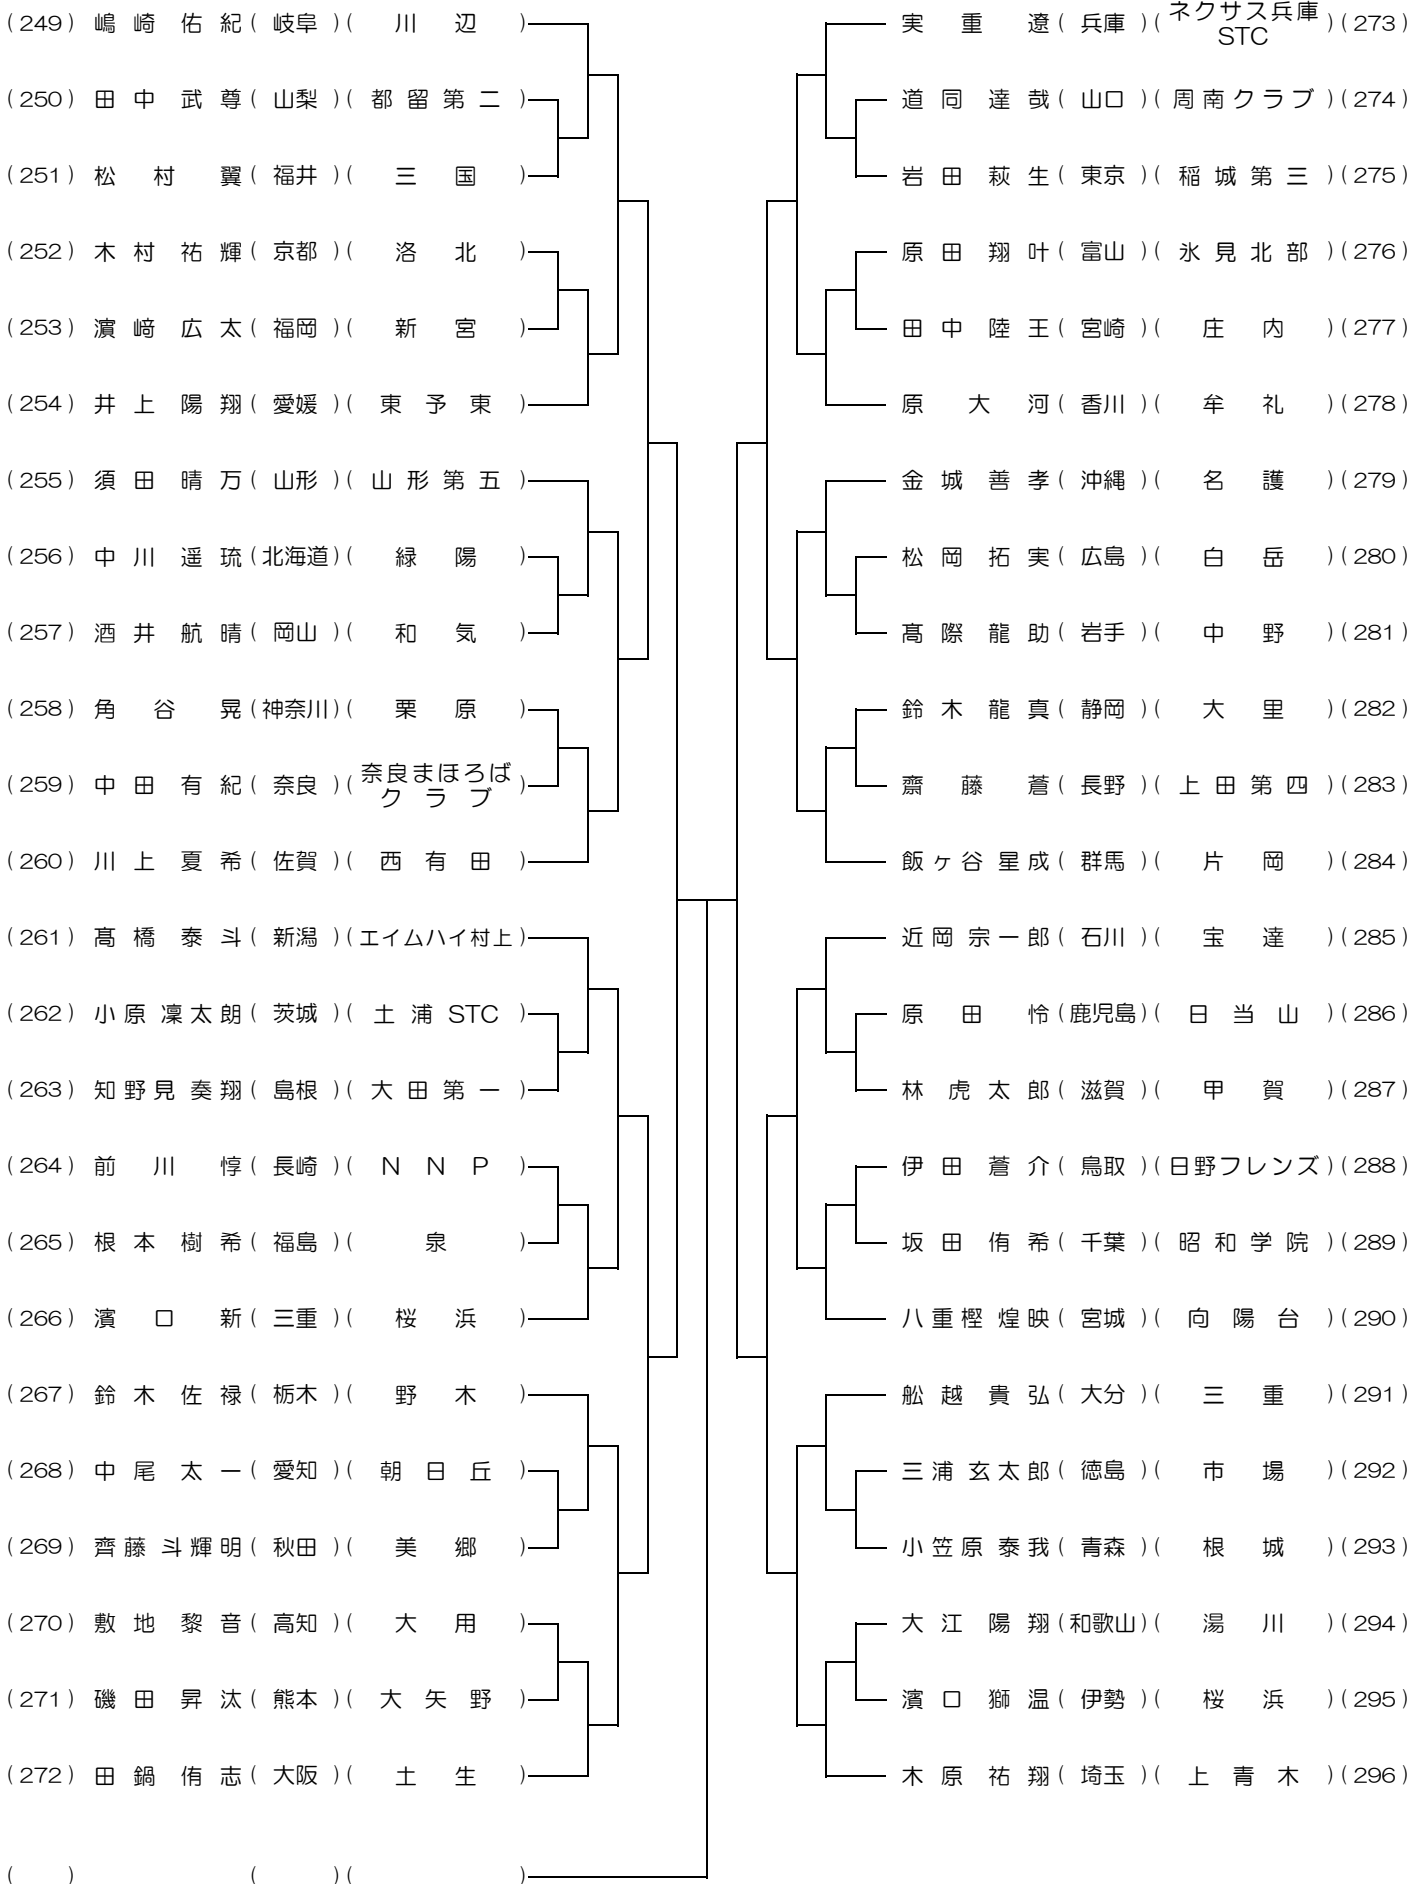 (249) 嶋崎佑紀 (岐阜) (川辺)
(250) 田中武尊 (山梨) (都留第二)
(251) 松村翼 (福井) (三国)
(252) 木村祐輝 (京都) (洛北)
(253) 濵﨑広太 (福岡) (新宮)
(254) 井上陽翔 (愛媛) (東予東)
(255) 須田晴万 (山形) (山形第五)
(256) 中川遥琉 (北海道) (緑陽)
(257) 酒井航晴 (岡山) (和気)
(258) 角谷晃 (神奈川) (栗原)
(259) 中田有紀 (奈良) (奈良まほろば
クラブ)
(260) 川上夏希 (佐賀) (西有田)
(261) 髙橋泰斗 (新潟) (エイムハイ村上)
(262) 小原凜太朗 (茨城) (土浦STC)
(263) 知野見奏翔 (島根) (大田第一)
(264) 前川惇 (長崎) (NNP)
(265) 根本樹希 (福島) (泉)
(266) 濱口新 (三重) (桜浜)
(267) 鈴木佐禄 (栃木) (野木)
(268) 中尾太一 (愛知) (朝日丘)
(269) 齊藤斗輝明 (秋田) (美郷)
(270) 敷地黎音 (高知) (大用)
(271) 磯田昇汰 (熊本) (大矢野)
(272) 田鍋侑志 (大阪) (土生)
( ) ( ) ( )
実重遼 (兵庫) (ネクサス兵庫
STC) (273)
道同達哉 (山口) (周南クラブ) (274)
岩田萩生 (東京) (稲城第三) (275)
原田翔叶 (富山) (氷見北部) (276)
田中陸王 (宮崎) (庄内) (277)
原大河 (香川) (牟礼) (278)
金城善孝 (沖縄) (名護) (279)
松岡拓実 (広島) (白岳) (280)
髙際龍助 (岩手) (中野) (281)
鈴木龍真 (静岡) (大里) (282)
齋藤蒼 (長野) (上田第四) (283)
飯ヶ谷星成 (群馬) (片岡) (284)
近岡宗一郎 (石川) (宝達) (285)
原田怜 (鹿児島) (日当山) (286)
林虎太郎 (滋賀) (甲賀) (287)
伊田蒼介 (鳥取) (日野フレンズ) (288)
坂田侑希 (千葉) (昭和学院) (289)
八重樫煌映 (宮城) (向陽台) (290)
舩越貴弘 (大分) (三重) (291)
三浦玄太郎 (徳島) (市場) (292)
小笠原泰我 (青森) (根城) (293)
大江陽翔 (和歌山) (湯川) (294)
濱口獅温 (伊勢) (桜浜) (295)
木原祐翔 (埼玉) (上青木) (296)